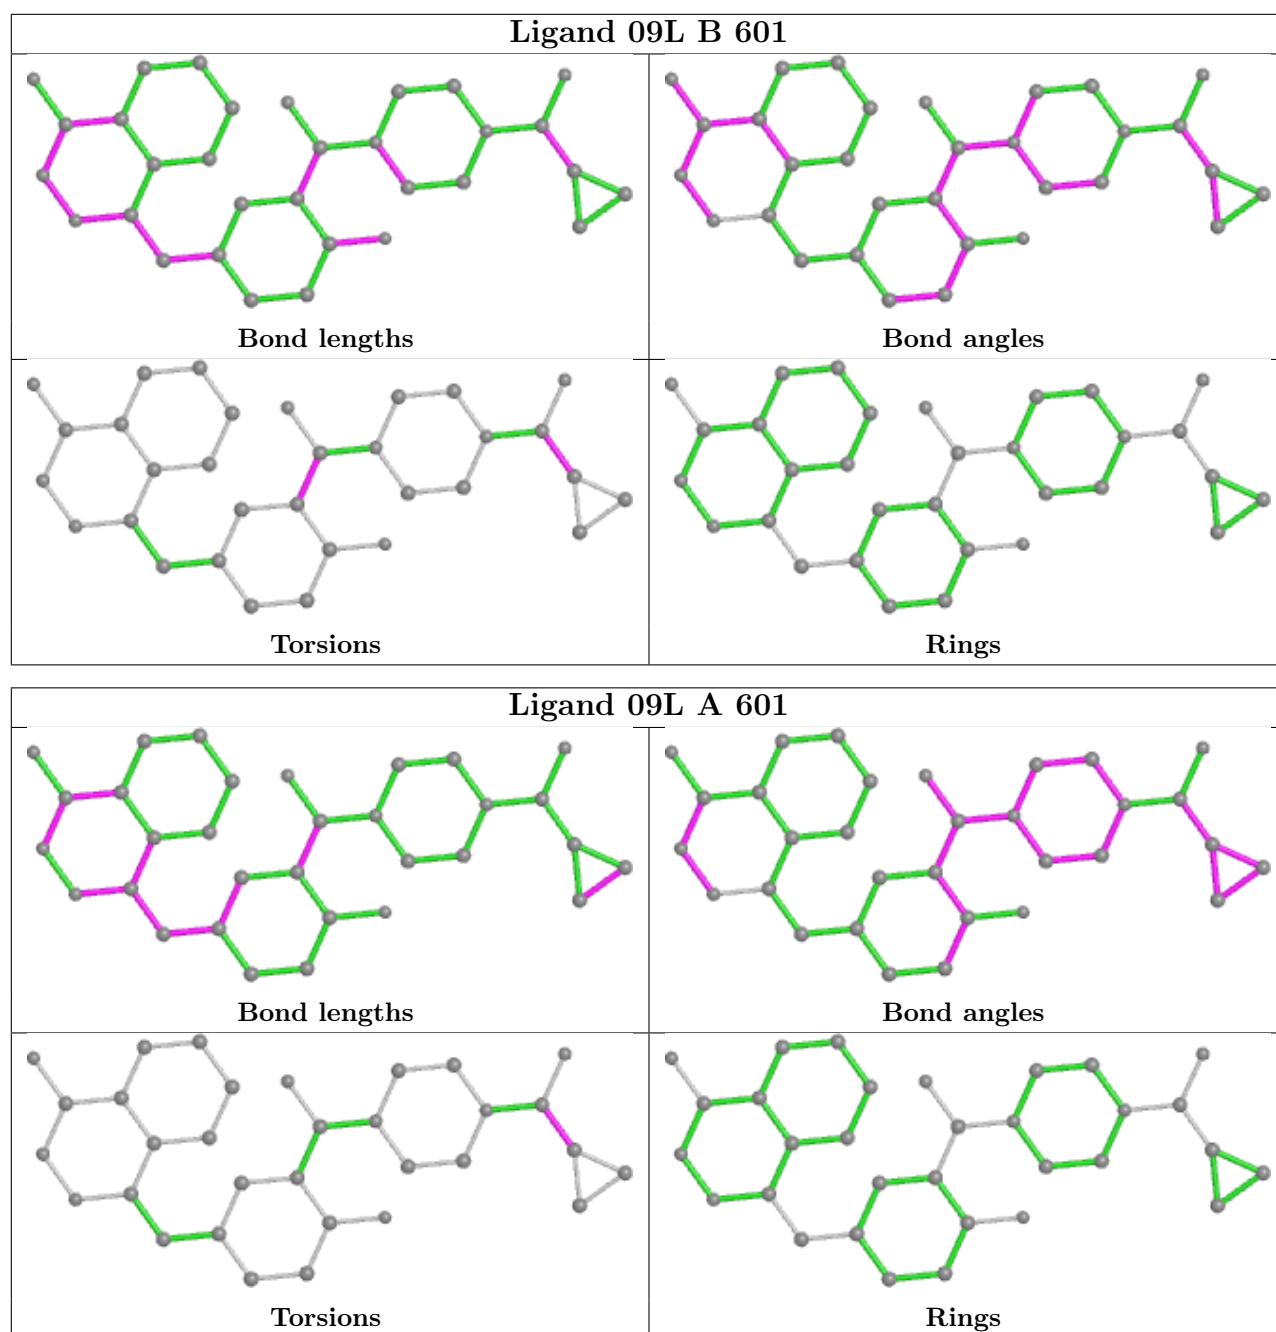 Ligand 09L B 601
Bond lengths
Bond angles
Torsions
Rings
Ligand 09L A 601
Bond lengths
Bond angles
Torsions
Rings